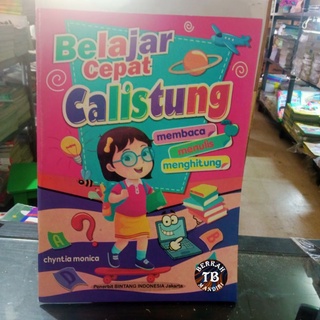 Belajar
Cepat
Calistung
membaca
menulis
menghitung
A
?
D
chyntia monica
Penerbit BINTANG INDONESIA Jakarta
BERKAH
TB
MANDIRI